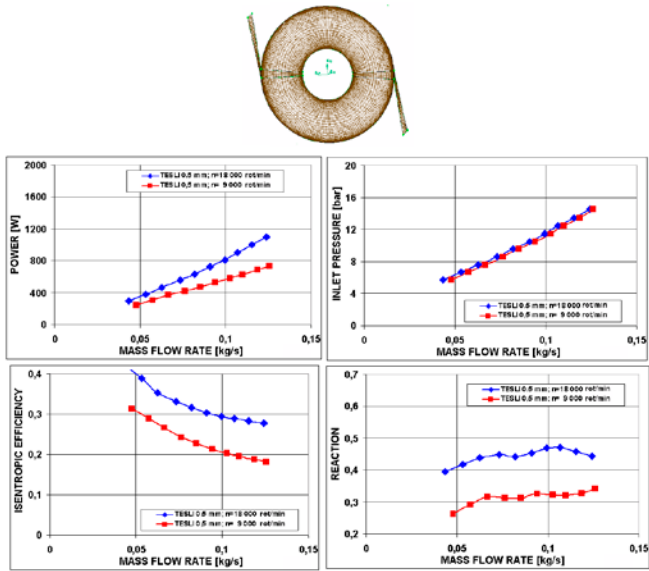 2000
1600
1200
800
400
0
POWER [W]
TESLI 0.5 mm; n=18 000 rot/min
TESLI 0,5 mm; n= 9 000 rot/min
0
0,05
0,1
0,15
MASS FLOW RATE [kg/s]
20
16
12
8
4
0
INLET PRESSURE [bar]
TESLI 0,5 mm; n=18 000 rot/min
TESLI 0,5 mm; n= 9 000 rot/min
0
0,05
0,1
0,15
MASS FLOW RATE [kg/s]
0,4
0,3
0,2
0,1
0
ISENTROPIC EFFICIENCY
TESLI 0.5 mm; n=18 000 rot/min
TESLI 0,5 mm; n= 9 000 rot/min
0
0,05
0,1
0,15
MASS FLOW RATE [kg/s]
0,7
0,6
0,5
0,4
0,3
0,2
REACTION
TESLI 0.5 mm; n=18 000 rot/min
TESLI 0,5 mm; n= 9 000 rot/min
0
0,05
0,1
0,15
MASS FLOW RATE [kg/s]